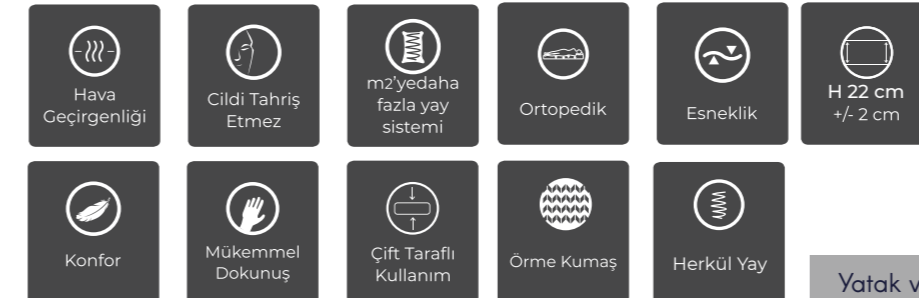 Hava
Geçirgenliği
Cildi Tahriş
Etmez
m2'yedaha
fazla yay
sistemi
Ortopedik
Esneklik
H 22 cm
+/- 2 cm
Konfor
Mükemmel
Dokunuş
Çift Taraflı
Kullanım
Örme Kumaş
Herkül Yay
Yatak v